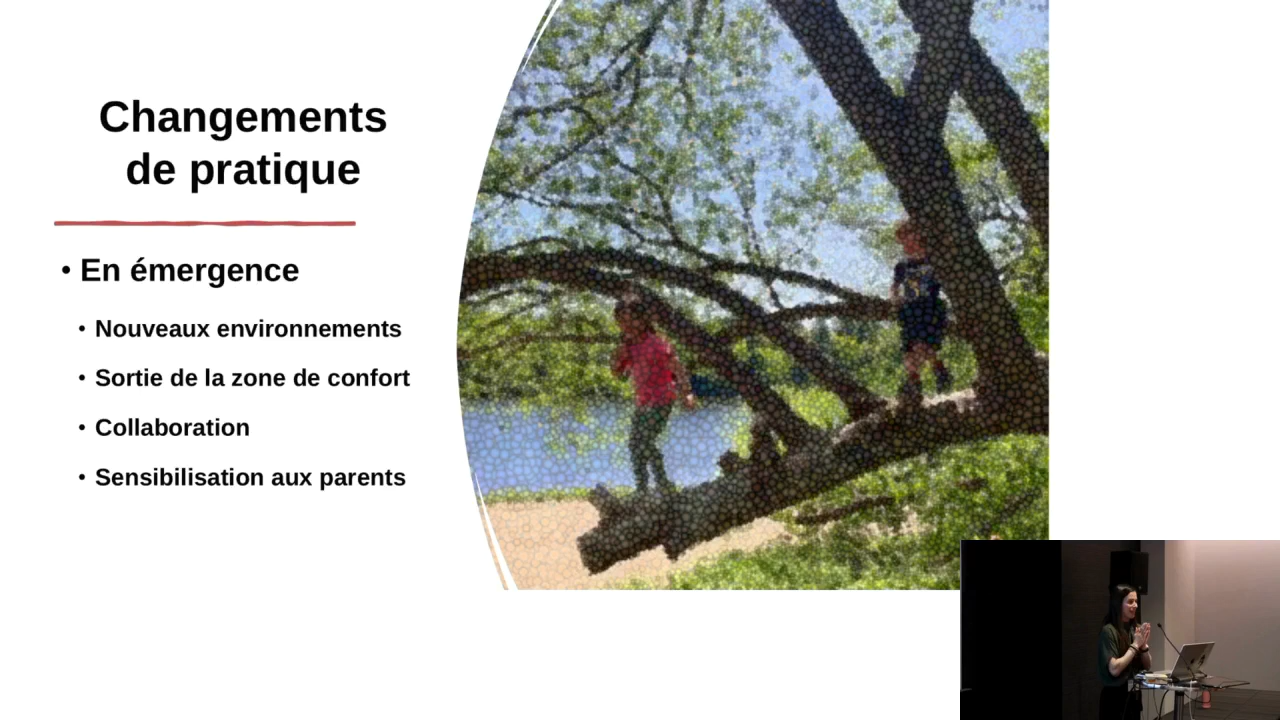 Changements
de pratique
• En émergence
• Nouveaux environnements
• Sortie de la zone de confort
• Collaboration
• Sensibilisation aux parents